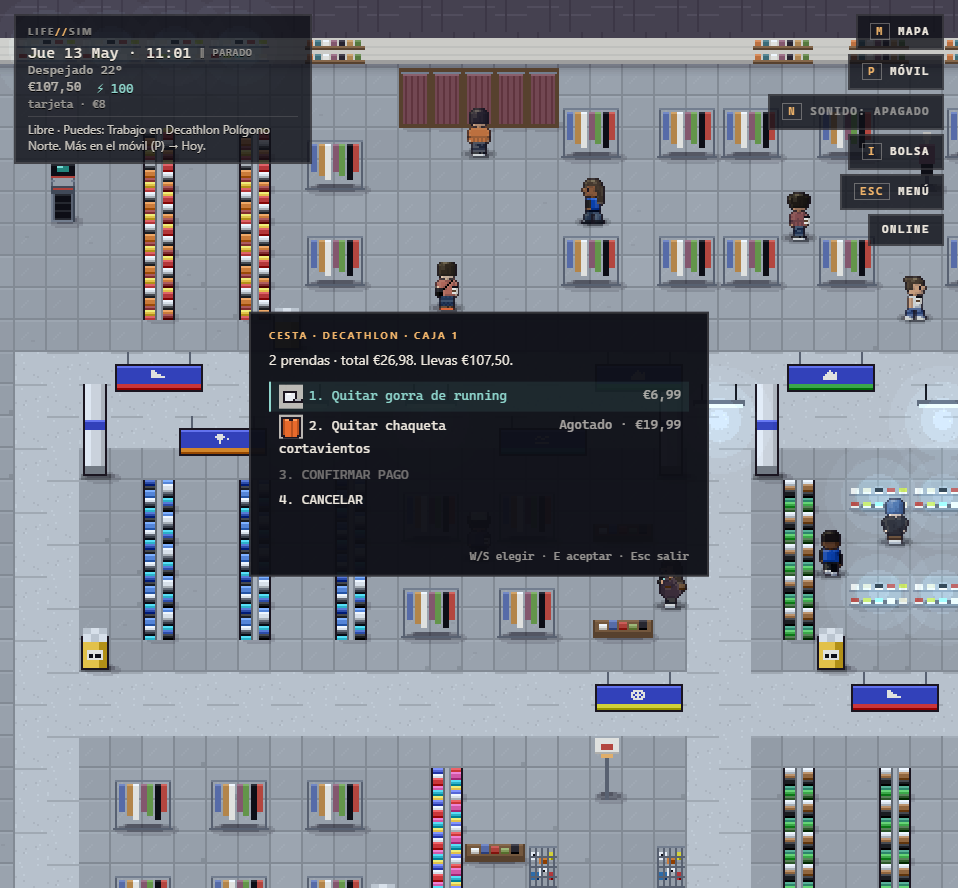 LIFE//SIM
Jue 13 May · 11:01 ‖ PARADO
Despejado 22º
€107,50 ⚡ 100
tarjeta · €8
Libre · Puedes: Trabajo en Decathlon Polígono
Norte. Más en el móvil (P) → Hoy.
M MAPA
P MÓVIL
N SONIDO: APAGADO
I BOLSA
ESC MENÚ
ONLINE
CESTA · DECATHLON · CAJA 1
2 prendas · total €26,98. Llevas €107,50.
1. Quitar gorra de running €6,99
2. Quitar chaqueta Agotado · €19,99
cortavientos
3. CONFIRMAR PAGO
4. CANCELAR
W/S elegir · E aceptar · Esc salir